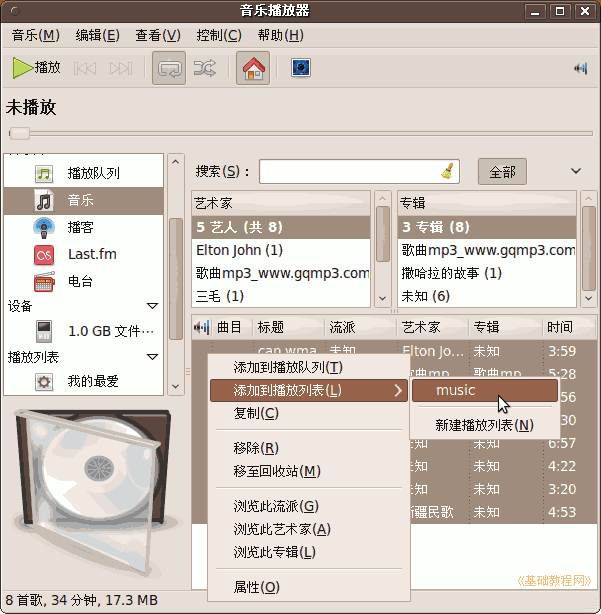 音乐播放器
音乐(M) 编辑(E) 查看(V) 控制(C) 帮助(H)
播放
未播放
播放队列
音乐
播客
Last.fm
电台
设备
1.0 GB 文件…
播放列表
我的最爱
搜索(S)：
全部
艺术家
5 艺人 (共 8)
Elton John (1)
歌曲mp3_www.gqmp3.com
三毛 (1)
专辑
3 专辑 (8)
歌曲mp3_www.gqmp3.com
撒哈拉的故事 (1)
未知 (6)
曲目 标题 流派 艺术家 专辑 时间
can.wma 未知 Elton Jo... 未知 3:59
歌曲mp... 歌曲mp... 5:28
:56
:30
未知 6:57
未知 4:22
未知 3:20
新疆民歌 未知 4:53
添加到播放队列(T)
添加到播放列表(L)
复制(C)
移除(R)
移至回收站(M)
浏览此流派(G)
浏览此艺术家(A)
浏览此专辑(L)
属性(O)
music
新建播放列表(N)
《基础教程网》
8 首歌, 34 分钟, 17.3 MB